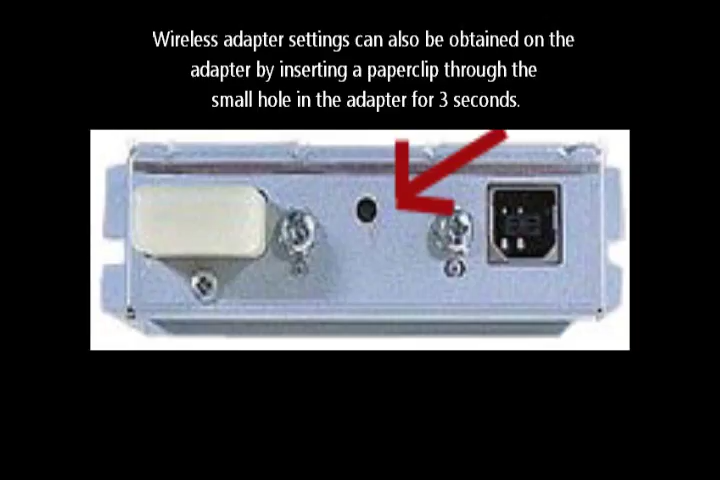 Wireless adapter settings can also be obtained on the
adapter by inserting a paperclip through the
small hole in the adapter for 3 seconds.